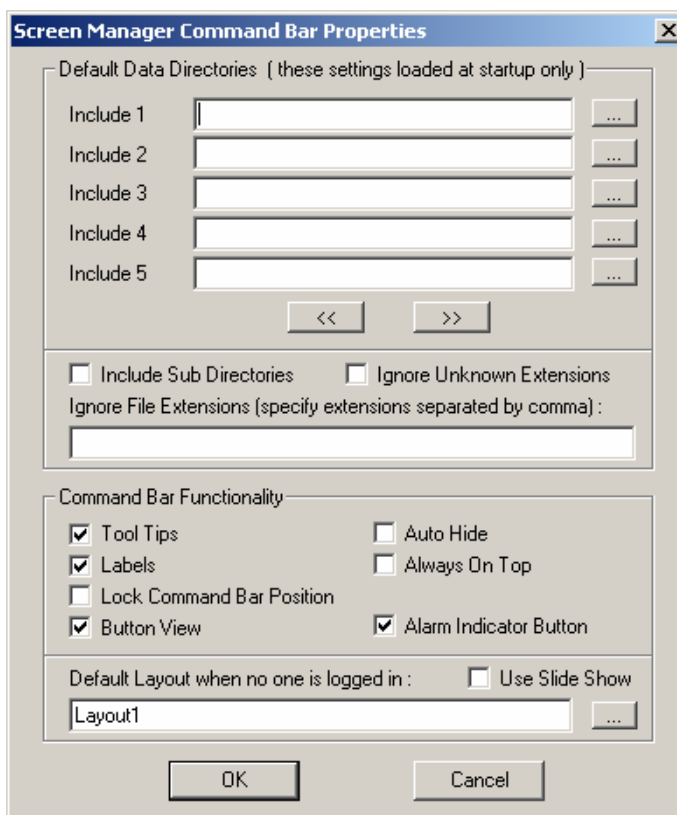 Screen Manager Command Bar Properties
Default Data Directories ( these settings loaded at startup only )
Include 1 ...
Include 2 ...
Include 3 ...
Include 4 ...
Include 5 ...
<< >>
Include Sub Directories Ignore Unknown Extensions
Ignore File Extensions (specify extensions separated by comma) :
Command Bar Functionality
Tool Tips Auto Hide
Labels Always On Top
Lock Command Bar Position
Button View Alarm Indicator Button
Default Layout when no one is logged in : Use Slide Show
Layout1 ...
OK Cancel